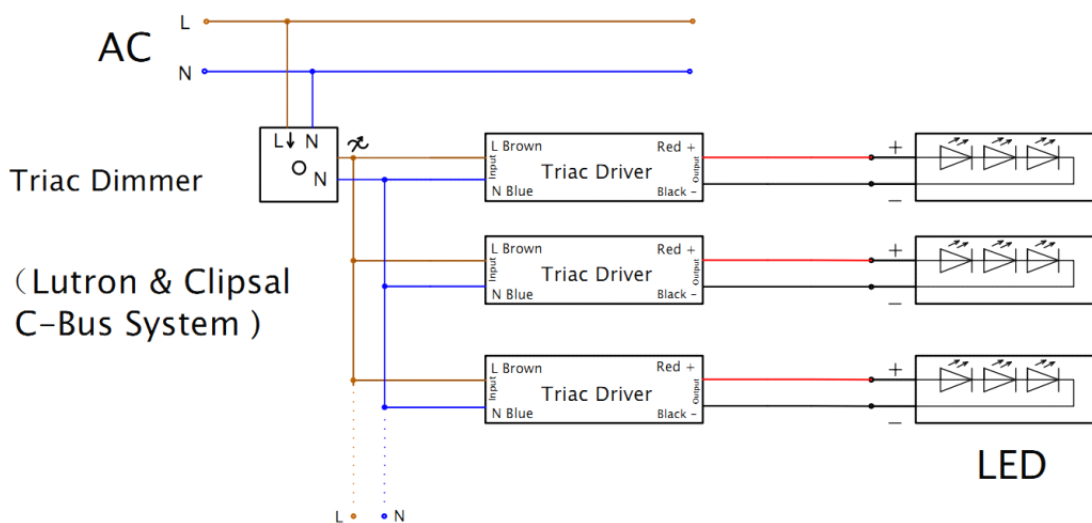 L
AC
N
L N
N
Triac Dimmer
（Lutron & Clipsal
C-Bus System )
L Brown
Input
N Blue
Triac Driver
Red +
Output
Black -
+
−
L Brown
Input
N Blue
Triac Driver
Red +
Output
Black -
+
−
L Brown
Input
N Blue
Triac Driver
Red +
Output
Black -
+
−
LED
L
N